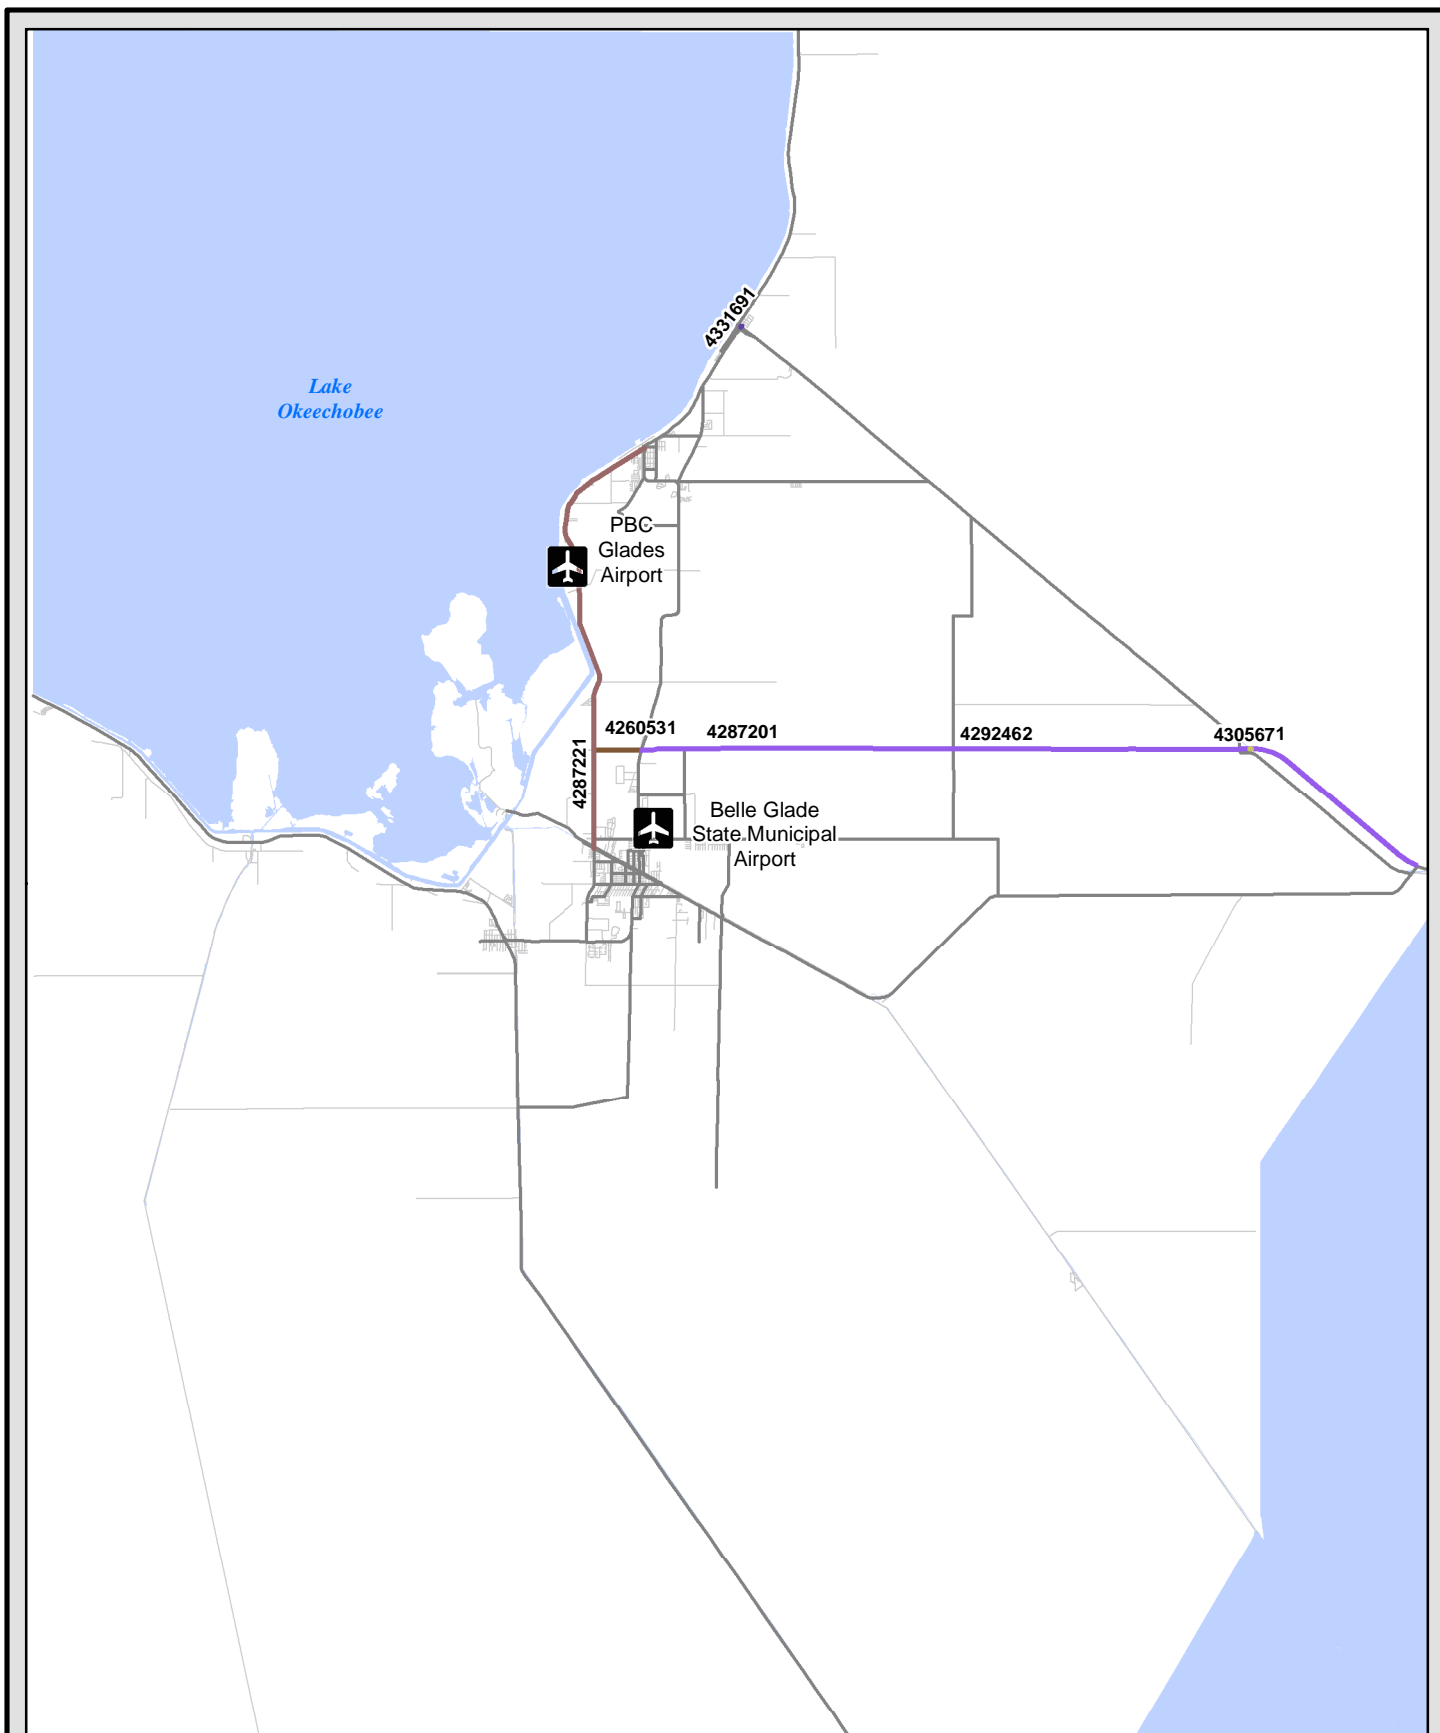 4331691
Lake
Okeechobee
PBC
Glades
Airport
4260531
4287201
4292462
4305671
4287221
Belle Glade
State Municipal
Airport